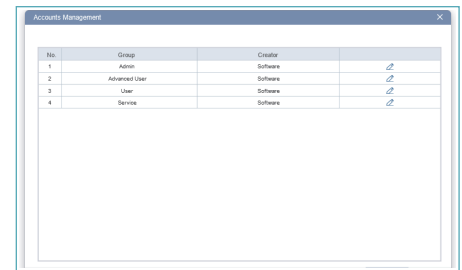 Accounts Management
No. Group Creator
1 Admin Software
2 Advanced User Software
3 User Software
4 Service Software